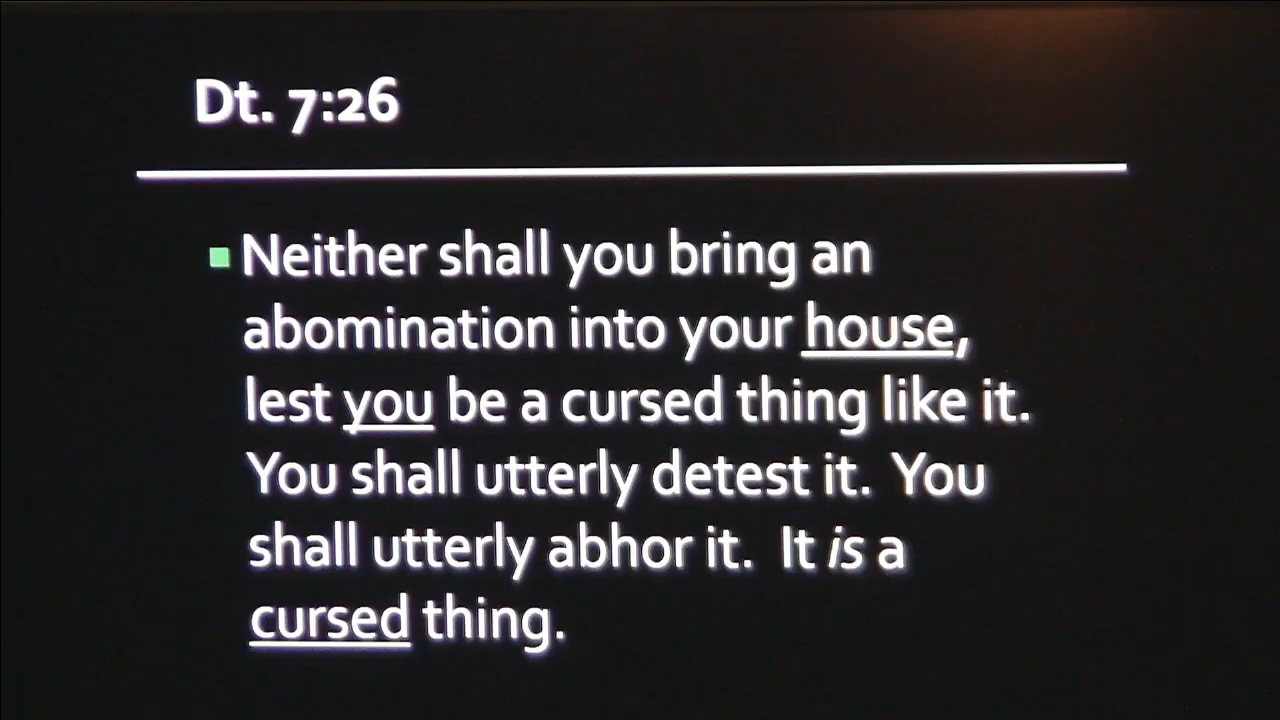 Dt. 7:26
Neither shall you bring an
abomination into your house,
lest you be a cursed thing like it.
You shall utterly detest it.  You
shall utterly abhor it.  It is a
cursed thing.